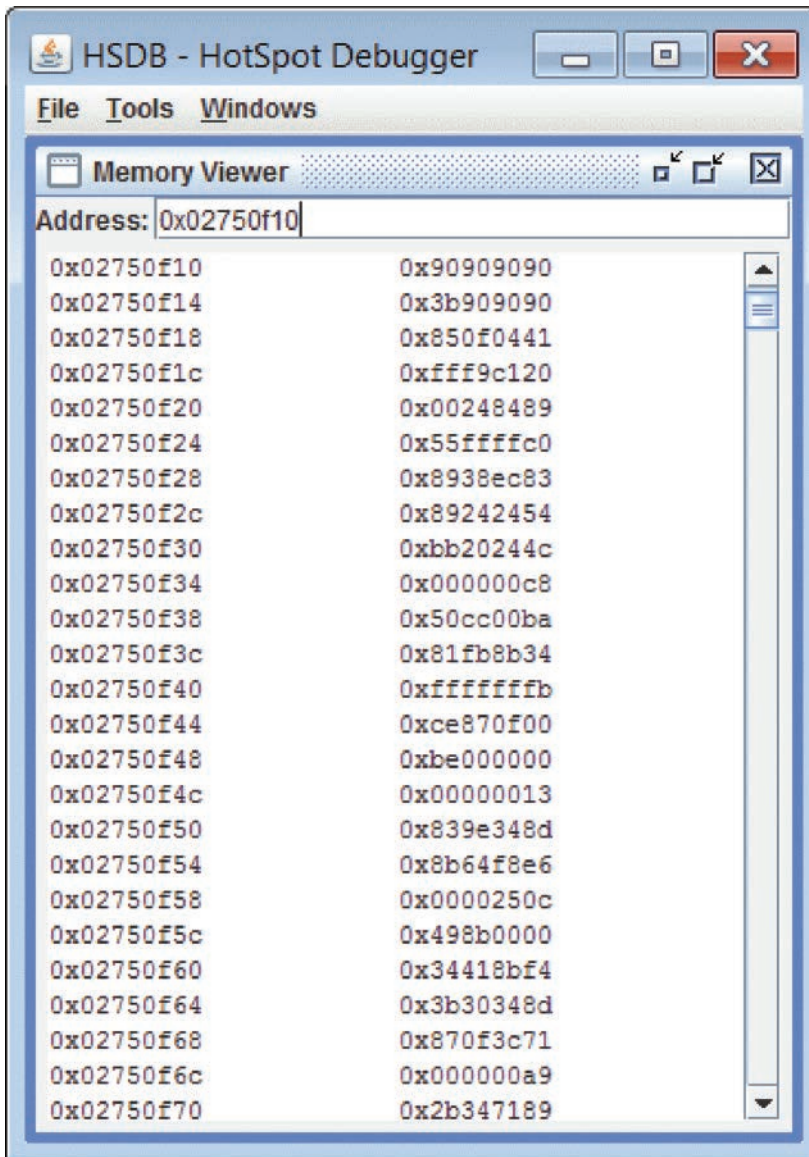 HSDB - HotSpot Debugger
File Tools Windows
Memory Viewer
Address: 0x02750f10
0x02750f10 0x90909090
0x02750f14 0x3b909090
0x02750f18 0x850f0441
0x02750f1c 0xfff9c120
0x02750f20 0x00248489
0x02750f24 0x55ffffc0
0x02750f28 0x8938ec83
0x02750f2c 0x89242454
0x02750f30 0xbb20244c
0x02750f34 0x000000c8
0x02750f38 0x50cc00ba
0x02750f3c 0x81fb8b34
0x02750f40 0xfffffffb
0x02750f44 0xce870f00
0x02750f48 0xbe000000
0x02750f4c 0x00000013
0x02750f50 0x839e348d
0x02750f54 0x8b64f8e6
0x02750f58 0x0000250c
0x02750f5c 0x498b0000
0x02750f60 0x34418bf4
0x02750f64 0x3b30348d
0x02750f68 0x870f3c71
0x02750f6c 0x000000a9
0x02750f70 0x2b347189